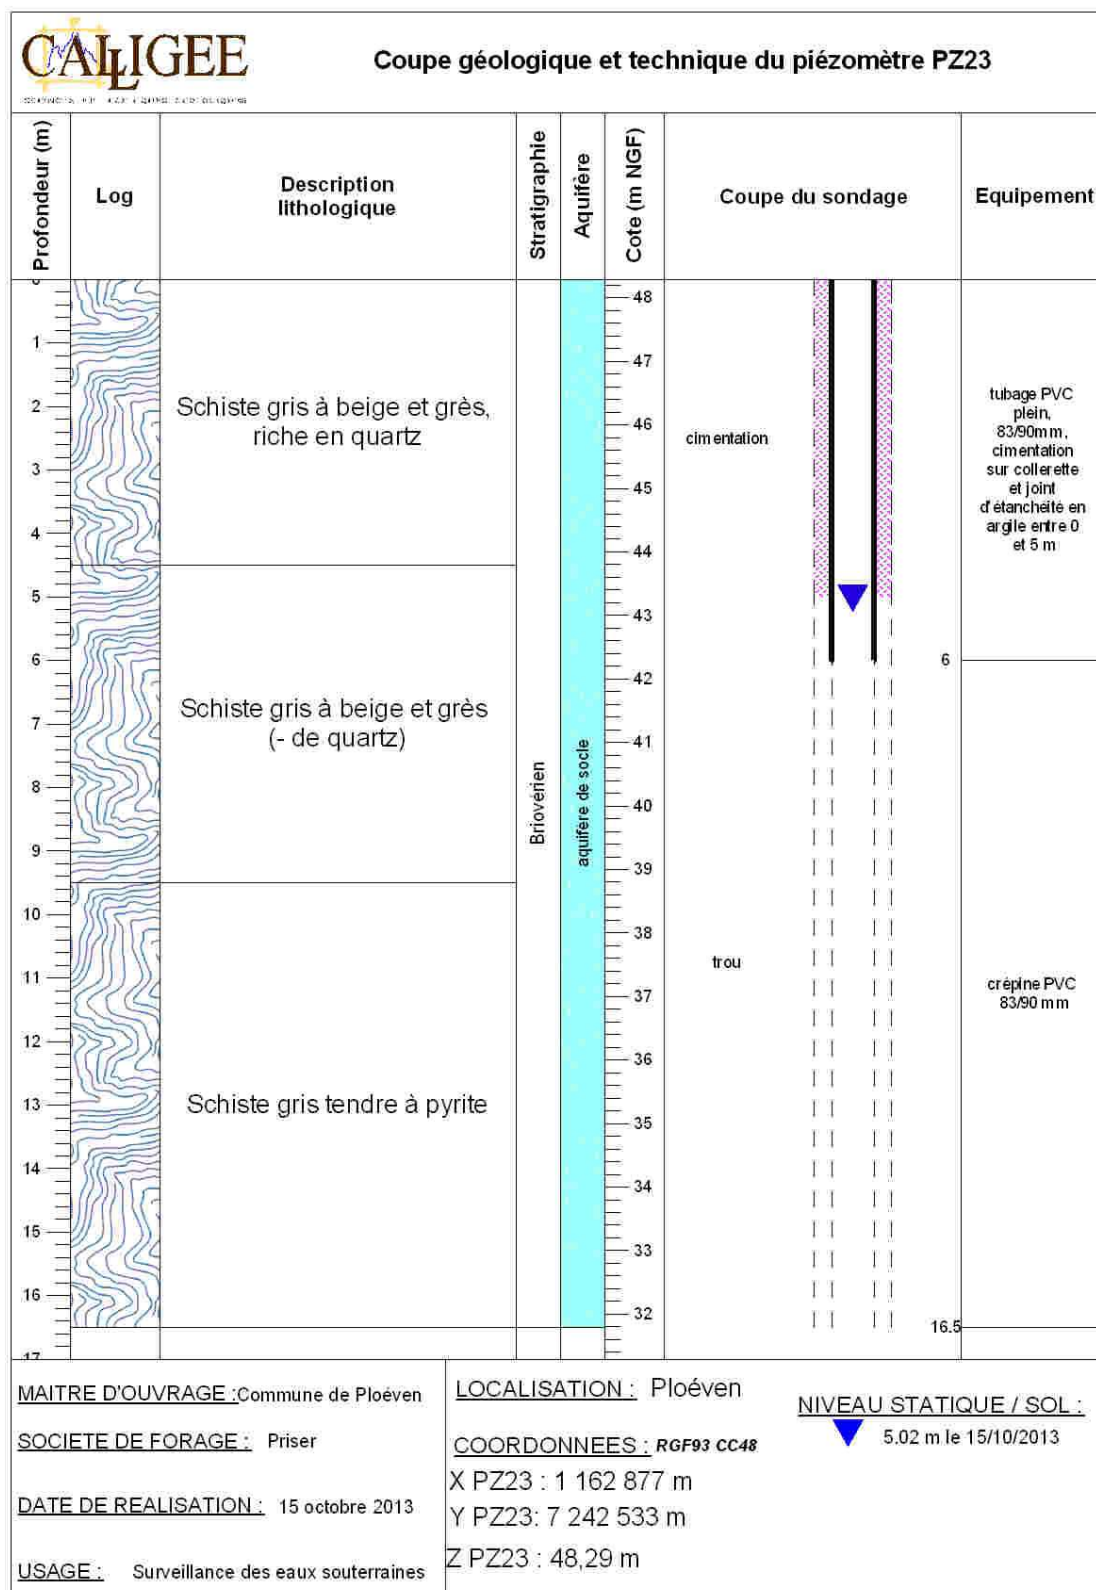 CALLIGEE
Coupe géologique et technique du piézomètre PZ23
Profondeur (m)
Log
Description
lithologique
Stratigraphie
Aquifère
Cote (m NGF)
Coupe du sondage
Equipement
0
1
2
3
4
5
6
7
8
9
10
11
12
13
14
15
16
17
Schiste gris à beige et grès,
riche en quartz
Schiste gris à beige et grès
(- de quartz)
Schiste gris tendre à pyrite
Briovérien
aquifère de socle
48
47
46
45
44
43
42
41
40
39
38
37
36
35
34
33
32
cimentation
trou
6
16.5
tubage PVC
plein,
83/90mm,
cimentation
sur collerette
et joint
d'étanchéité en
argile entre 0
et 5 m
crépine PVC
83/90 mm
MAITRE D'OUVRAGE : Commune de Ploéven
SOCIETE DE FORAGE : Priser
DATE DE REALISATION : 15 octobre 2013
USAGE : Surveillance des eaux souterraines
LOCALISATION : Ploéven
COORDONNEES : RGF93 CC48
X PZ23 : 1 162 877 m
Y PZ23: 7 242 533 m
Z PZ23 : 48,29 m
NIVEAU STATIQUE / SOL :
5.02 m le 15/10/2013